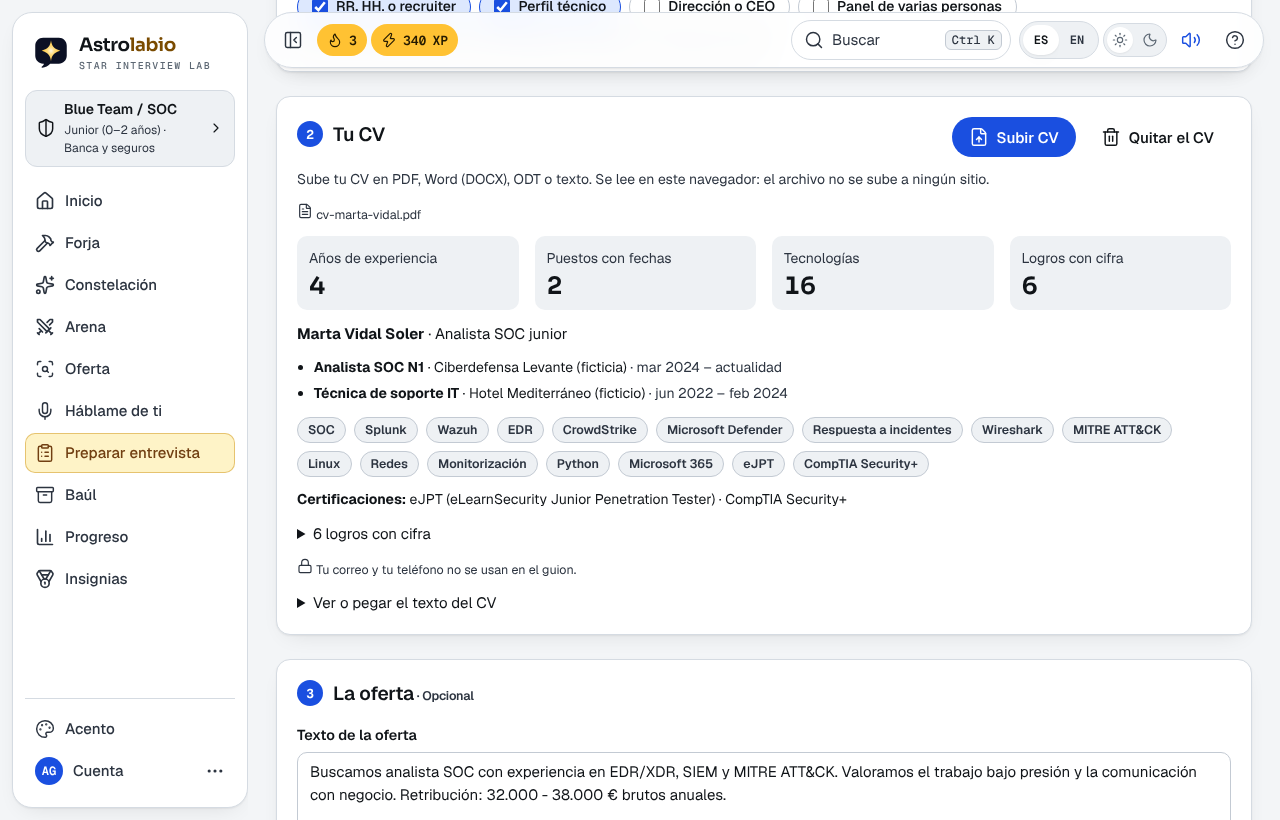 Astrolabio
STAR INTERVIEW LAB
Blue Team / SOC
Junior (0–2 años) ·
Banca y seguros
Inicio
Forja
Constelación
Arena
Oferta
Háblame de ti
Preparar entrevista
Baúl
Progreso
Insignias
Acento
AG Cuenta
RR. HH. o recruiter Perfil técnico Dirección o CEO Panel de varias personas
3 340 XP Buscar Ctrl K ES EN
2 Tu CV Subir CV Quitar el CV
Sube tu CV en PDF, Word (DOCX), ODT o texto. Se lee en este navegador: el archivo no se sube a ningún sitio.
cv-marta-vidal.pdf
Años de experiencia Puestos con fechas Tecnologías Logros con cifra
4 2 16 6
Marta Vidal Soler · Analista SOC junior
Analista SOC N1 · Ciberdefensa Levante (ficticia) · mar 2024 – actualidad
Técnica de soporte IT · Hotel Mediterráneo (ficticio) · jun 2022 – feb 2024
SOC Splunk Wazuh EDR CrowdStrike Microsoft Defender Respuesta a incidentes Wireshark MITRE ATT&CK
Linux Redes Monitorización Python Microsoft 365 eJPT CompTIA Security+
Certificaciones: eJPT (eLearnSecurity Junior Penetration Tester) · CompTIA Security+
6 logros con cifra
Tu correo y tu teléfono no se usan en el guion.
Ver o pegar el texto del CV
3 La oferta · Opcional
Texto de la oferta
Buscamos analista SOC con experiencia en EDR/XDR, SIEM y MITRE ATT&CK. Valoramos el trabajo bajo presión y la comunicación
con negocio. Retribución: 32.000 - 38.000 € brutos anuales.